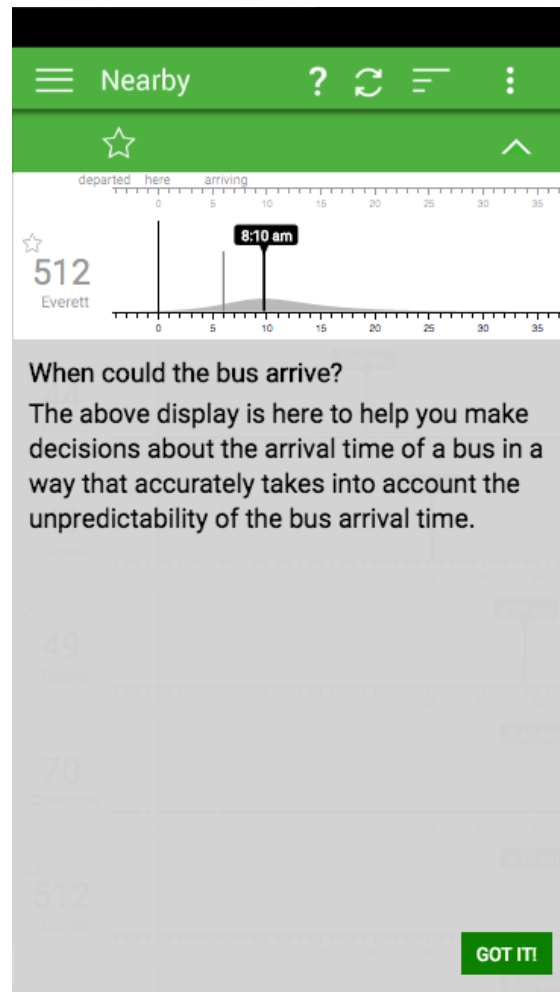 Nearby ?
departed here arriving
0 5 10 15 20 25 30 35
8:10 am
512
Everett
0 5 10 15 20 25 30 35
When could the bus arrive?
The above display is here to help you make
decisions about the arrival time of a bus in a
way that accurately takes into account the
unpredictability of the bus arrival time.
49
70
512
GOT IT!